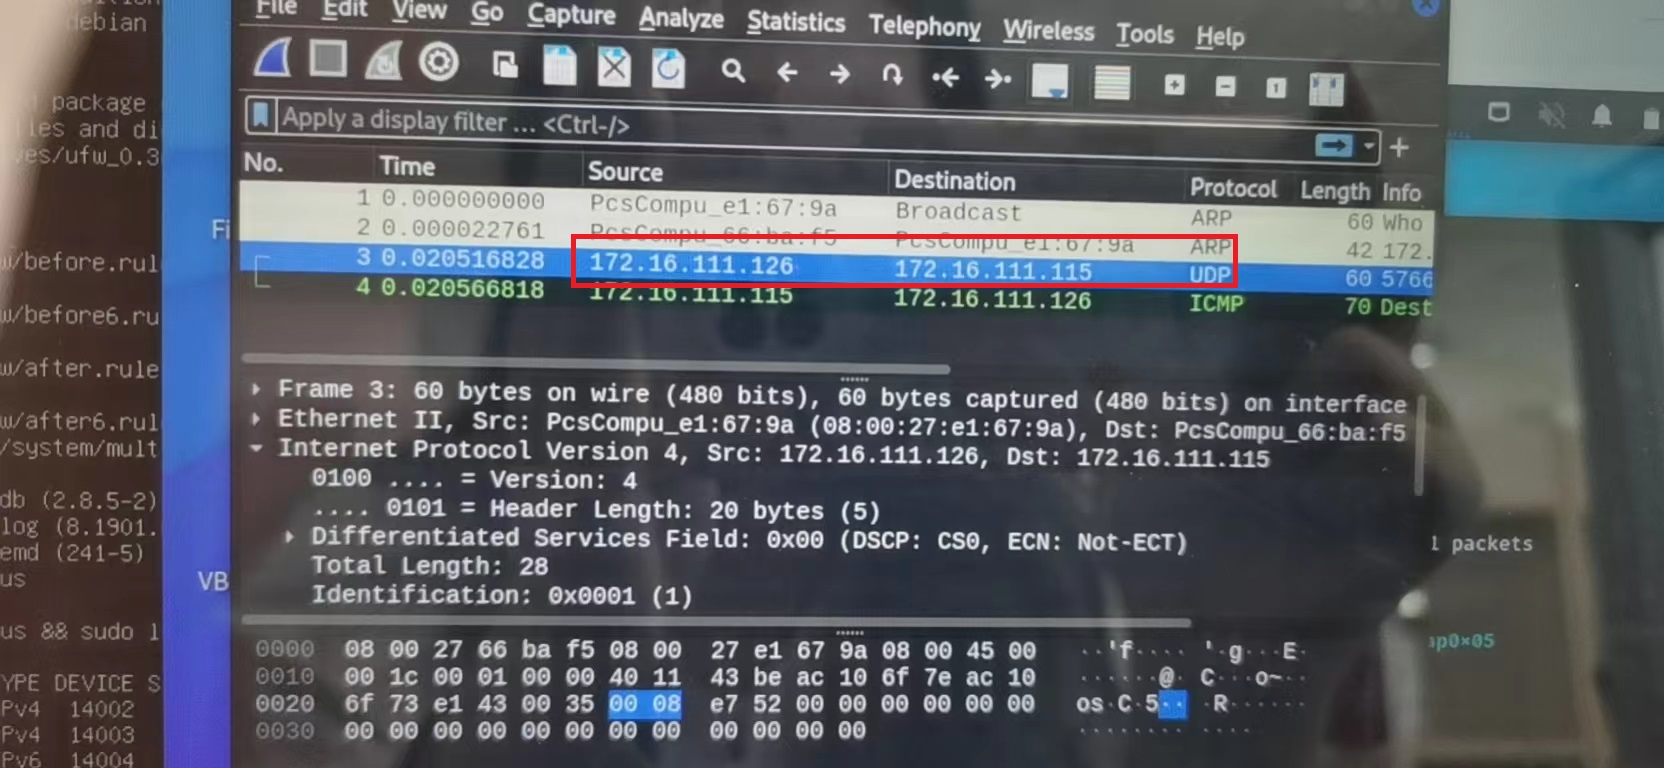 debian
package
les and di
ves/ufw_0.3
w/before.rul
w/before6.ru
w/after.rule
w/after6.rul
/system/mult
db (2.8.5-2)
log (8.1901.
emd (241-5)
us
us && sudo l
YPE DEVICE S
Pv4 14002
Pv4 14003
Pv6 14004
Fi
VB
File Edit View Go Capture Analyze Statistics Telephony Wireless Tools Help
Apply a display filter ... <Ctrl-/>
No. Time Source Destination Protocol Length Info
1 0.000000000 PcsCompu_e1:67:9a Broadcast ARP 60 Who
2 0.000022761 PcsCompu_66:ba:f5 PcsCompu_e1:67:9a ARP 42 172.
3 0.020516828 172.16.111.126 172.16.111.115 UDP 60 5766
4 0.020566818 172.16.111.115 172.16.111.126 ICMP 70 Dest
Frame 3: 60 bytes on wire (480 bits), 60 bytes captured (480 bits) on interface
Ethernet II, Src: PcsCompu_e1:67:9a (08:00:27:e1:67:9a), Dst: PcsCompu_66:ba:f5
Internet Protocol Version 4, Src: 172.16.111.126, Dst: 172.16.111.115
0100 .... = Version: 4
.... 0101 = Header Length: 20 bytes (5)
Differentiated Services Field: 0x00 (DSCP: CS0, ECN: Not-ECT)
Total Length: 28
Identification: 0x0001 (1)
0000 08 00 27 66 ba f5 08 00 27 e1 67 9a 08 00 45 00 ··'f···· '·g···E·
0010 00 1c 00 01 00 00 40 11 43 be ac 10 6f 7e ac 10 ······@· C···o~··
0020 6f 73 e1 43 00 35 00 08 e7 52 00 00 00 00 00 00 os·C·5·· ·R······
0030 00 00 00 00 00 00 00 00 00 00 00 00 ········ ····
1 packets
ap0×05